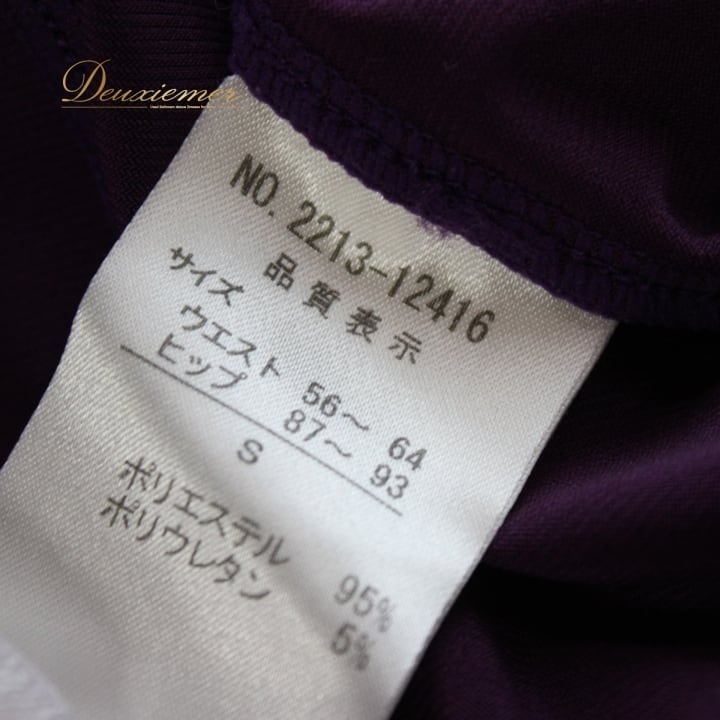 Deuxiemer
NO. 2213-12416
品質表示
サイズ
ウエスト 56～ 64
ヒップ 87～ 93
S
ポリエステル 95%
ポリウレタン 5%